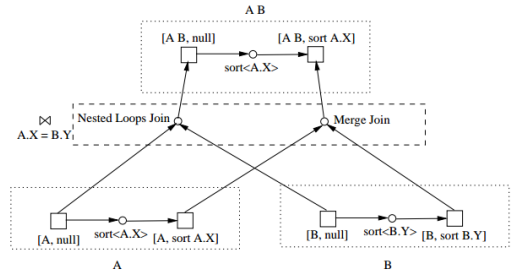 A B
[A B, null]
[A B, sort A.X]
sort<A.X>
⋈
A.X = B.Y
Nested Loops Join
Merge Join
[A, null]
sort<A.X>
[A, sort A.X]
[B, null]
sort<B.Y>
[B, sort B.Y]
A
B